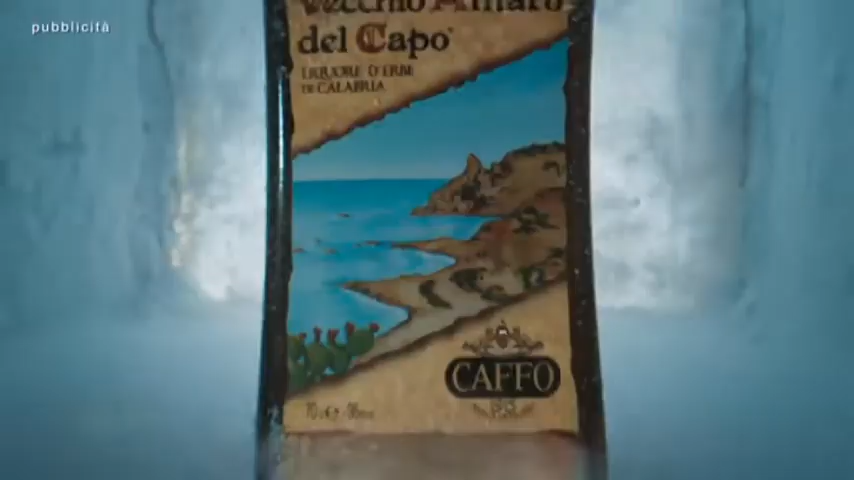 pubblicità
Vecchio Amaro
del Capo®
LIQUORE D'ERBE
DI CALABRIA
CAFFO